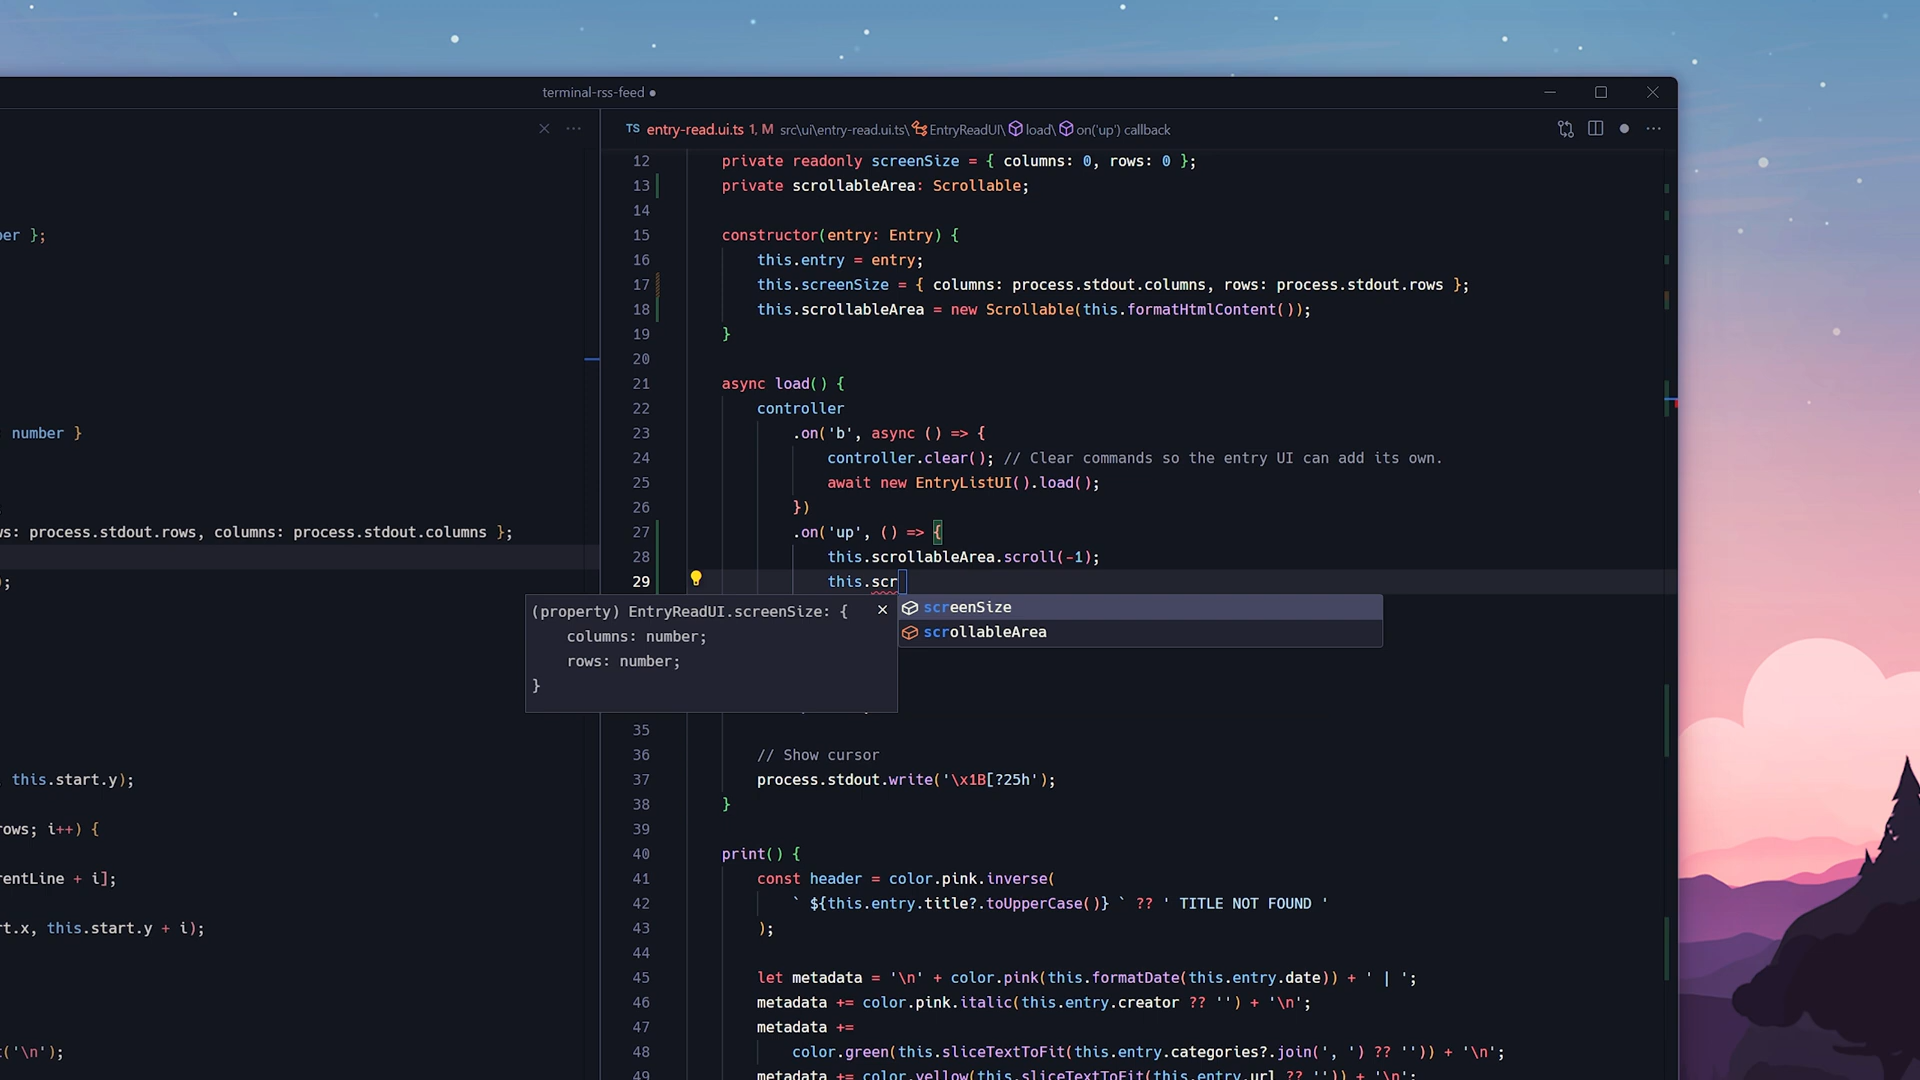 terminal-rss-feed ●
TS entry-read.ui.ts 1, M src\ui\entry-read.ui.ts\ EntryReadUI\ load\ on('up') callback
ber };
number }
ws: process.stdout.rows, columns: process.stdout.columns };
);
this.start.y);
rows; i++) {
rentLine + i];
rt.x, this.start.y + i);
t('\n');
12 private readonly screenSize = { columns: 0, rows: 0 };
13 private scrollableArea: Scrollable;
14
15 constructor(entry: Entry) {
16 this.entry = entry;
17 this.screenSize = { columns: process.stdout.columns, rows: process.stdout.rows };
18 this.scrollableArea = new Scrollable(this.formatHtmlContent());
19 }
20
21 async load() {
22 controller
23 .on('b', async () => {
24 controller.clear(); // Clear commands so the entry UI can add its own.
25 await new EntryListUI().load();
26 })
27 .on('up', () => {
28 this.scrollableArea.scroll(-1);
29 this.scr
(property) EntryReadUI.screenSize: {
columns: number;
rows: number;
}
screenSize
scrollableArea
35
36 // Show cursor
37 process.stdout.write('\x1B[?25h');
38 }
39
40 print() {
41 const header = color.pink.inverse(
42 ` ${this.entry.title?.toUpperCase()} ` ?? ' TITLE NOT FOUND '
43 );
44
45 let metadata = '\n' + color.pink(this.formatDate(this.entry.date)) + ' | ';
46 metadata += color.pink.italic(this.entry.creator ?? '') + '\n';
47 metadata +=
48 color.green(this.sliceTextToFit(this.entry.categories?.join(', ') ?? '')) + '\n';
49 metadata += color.yellow(this.sliceTextToFit(this.entry.url ?? '')) + '\n';